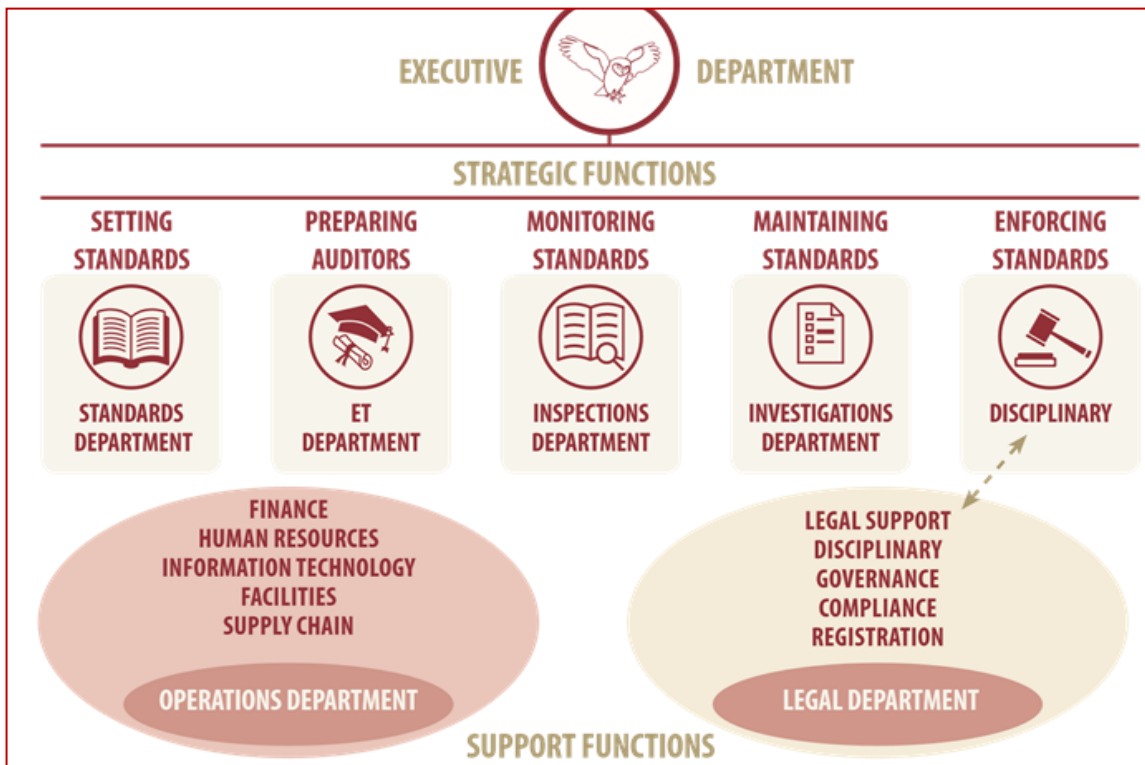 EXECUTIVE DEPARTMENT
STRATEGIC FUNCTIONS
SETTING
STANDARDS
PREPARING
AUDITORS
MONITORING
STANDARDS
MAINTAINING
STANDARDS
ENFORCING
STANDARDS
STANDARDS
DEPARTMENT
ET
DEPARTMENT
INSPECTIONS
DEPARTMENT
INVESTIGATIONS
DEPARTMENT
DISCIPLINARY
FINANCE
HUMAN RESOURCES
INFORMATION TECHNOLOGY
FACILITIES
SUPPLY CHAIN
OPERATIONS DEPARTMENT
LEGAL SUPPORT
DISCIPLINARY
GOVERNANCE
COMPLIANCE
REGISTRATION
LEGAL DEPARTMENT
SUPPORT FUNCTIONS